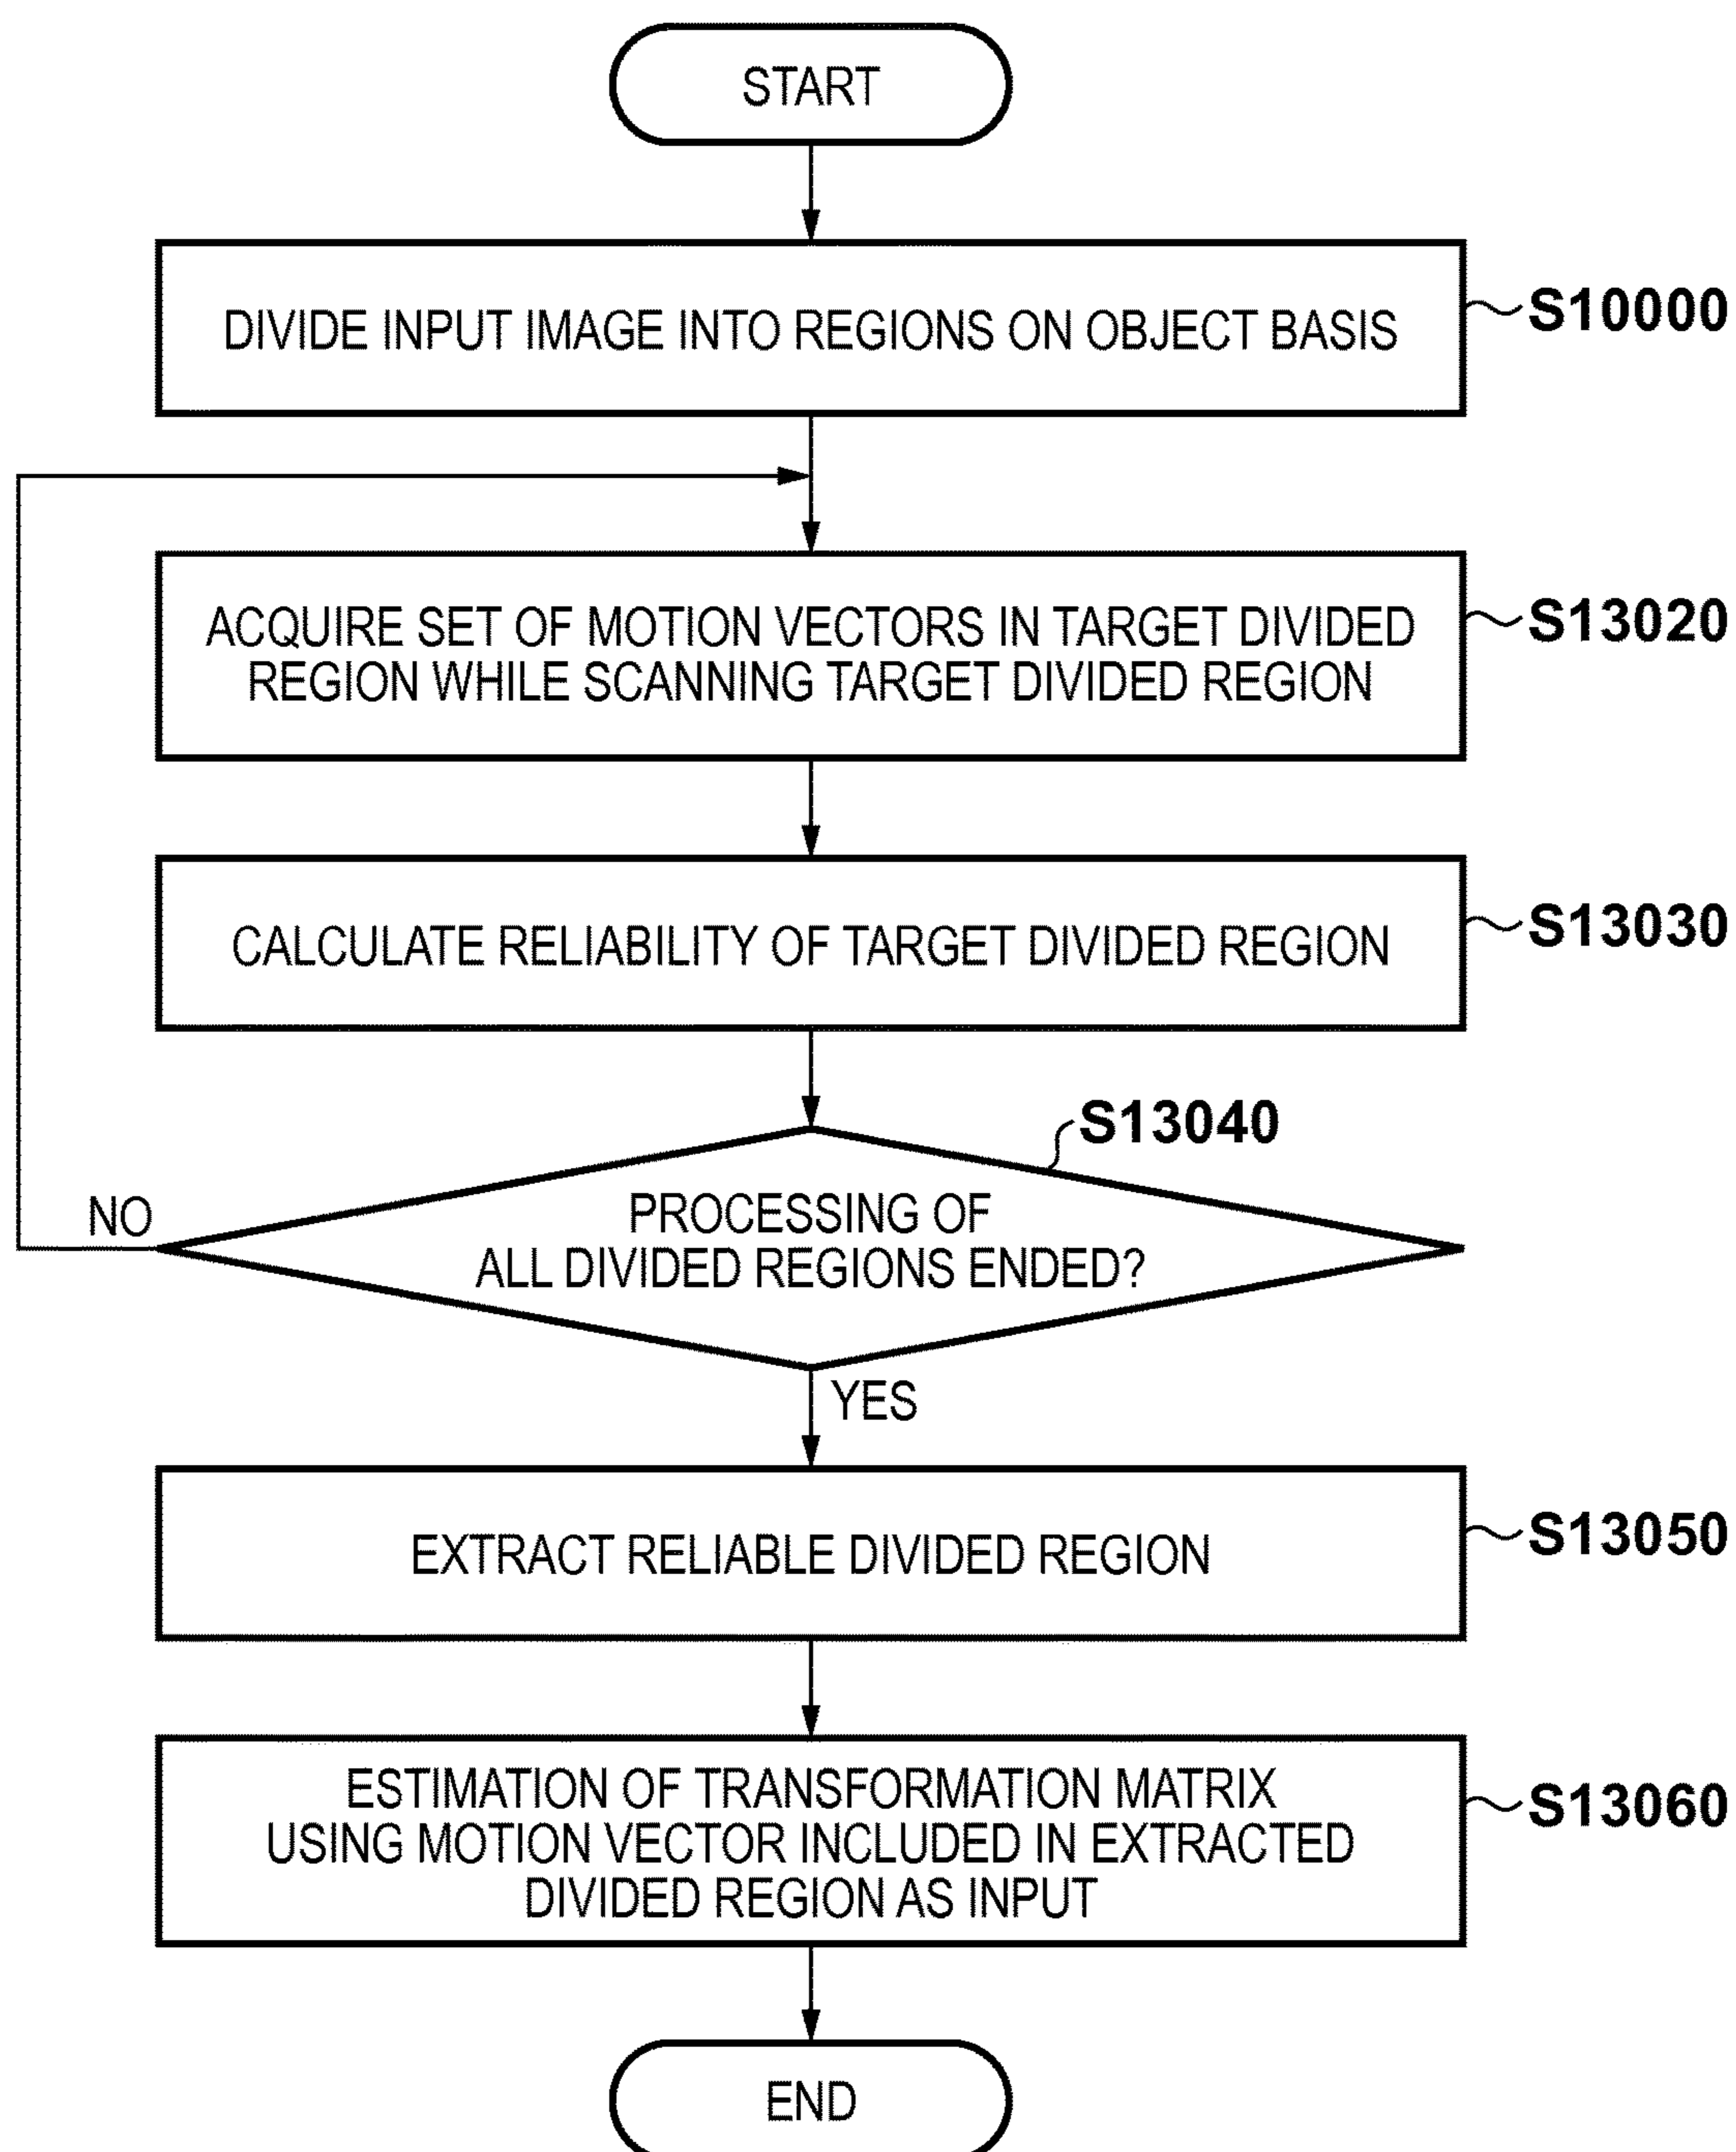 START
DIVIDE INPUT IMAGE INTO REGIONS ON OBJECT BASIS
S10000
ACQUIRE SET OF MOTION VECTORS IN TARGET DIVIDED
REGION WHILE SCANNING TARGET DIVIDED REGION
S13020
CALCULATE RELIABILITY OF TARGET DIVIDED REGION
S13030
S13040
PROCESSING OF
ALL DIVIDED REGIONS ENDED?
NO
YES
EXTRACT RELIABLE DIVIDED REGION
S13050
ESTIMATION OF TRANSFORMATION MATRIX
USING MOTION VECTOR INCLUDED IN EXTRACTED
DIVIDED REGION AS INPUT
S13060
END